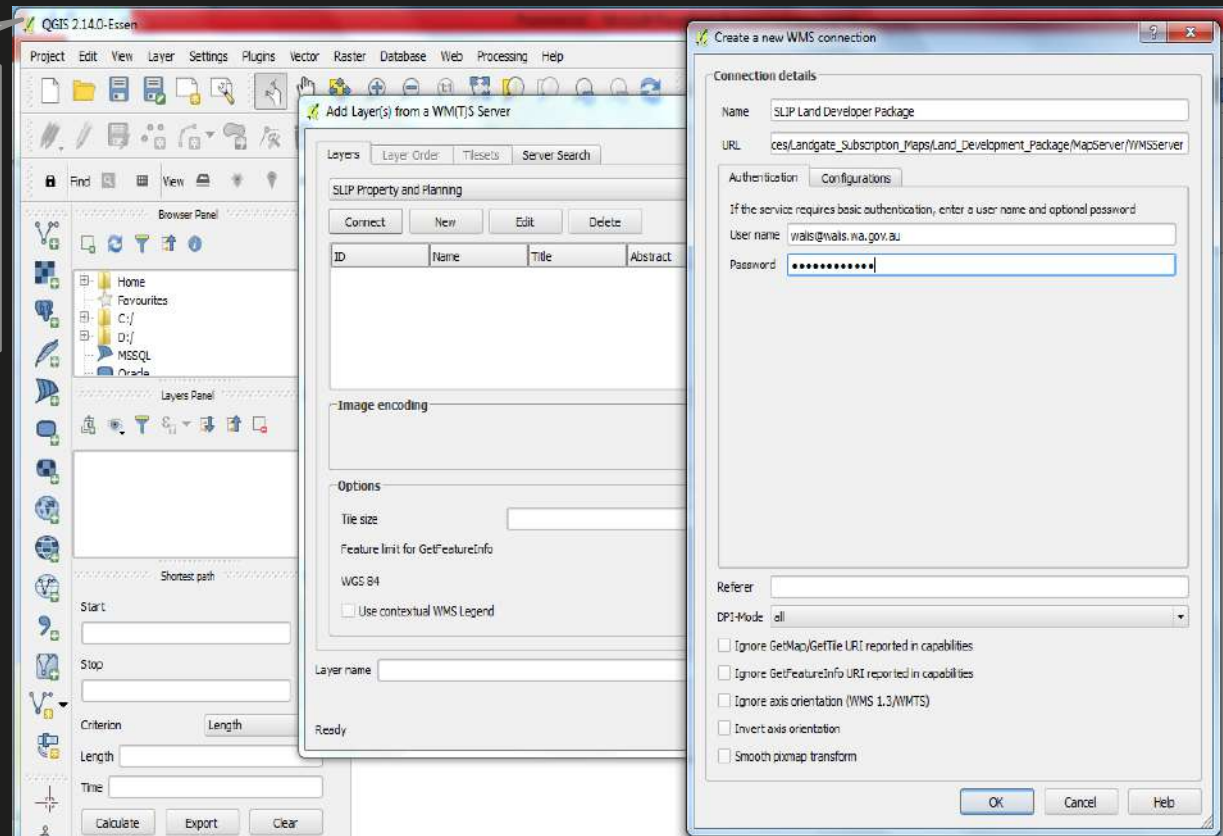 QGIS 2.14.0-Essen
Project Edit View Layer Settings Plugins Vector Raster Database Web Processing Help
Find View
Browser Panel
Home
Favourites
C:/
D:/
MSSQL
Oracle
Layers Panel
Shortest path
Start
Stop
Criterion Length
Length
Time
Calculate Export Clear
Add Layer(s) from a WM(T)S Server
Layers Layer Order Tilesets Server Search
SLIP Property and Planning
Connect New Edit Delete
ID Name Title Abstract
Image encoding
Options
Tile size
Feature limit for GetFeatureInfo
WGS 84
Use contextual WMS Legend
Layer name
Ready
Create a new WMS connection
Connection details
Name SLIP Land Developer Package
URL ces/Landgate_Subscription_Maps/Land_Development_Package/MapServer/WMSServer
Authentication Configurations
If the service requires basic authentication, enter a user name and optional password
User name walis@walis.wa.gov.au
Password ••••••••••••
Referer
DPI-Mode all
Ignore GetMap/GetTile URI reported in capabilities
Ignore GetFeatureInfo URI reported in capabilities
Ignore axis orientation (WMS 1.3/WMTS)
Invert axis orientation
Smooth pixmap transform
OK Cancel Help